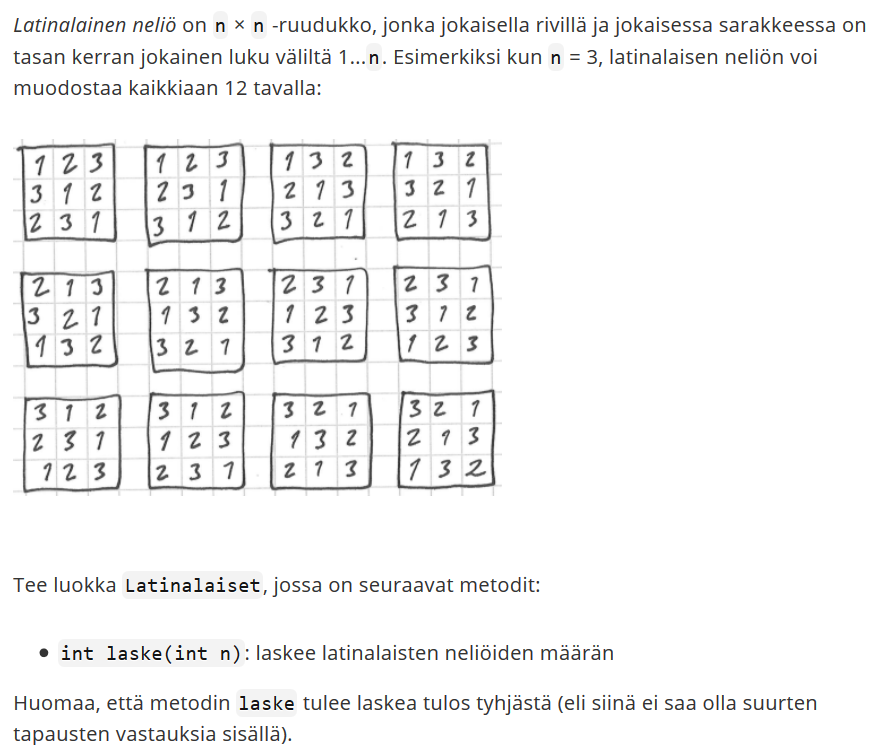 Latinalainen neliö on n × n -ruudukko, jonka jokaisella rivillä ja jokaisessa sarakkeessa on
tasan kerran jokainen luku väliltä 1...n. Esimerkiksi kun n = 3, latinalaisen neliön voi
muodostaa kaikkiaan 12 tavalla:
1 2 3 1 2 3 1 3 2 1 3 2
3 1 2 2 3 1 2 1 3 3 2 1
2 3 1 3 1 2 3 2 1 2 1 3
2 1 3 2 1 3 2 3 1 2 3 1
3 2 1 1 3 2 1 2 3 3 1 2
1 3 2 3 2 1 3 1 2 1 2 3
3 1 2 3 1 2 3 2 1 3 2 1
2 3 1 1 2 3 1 3 2 2 1 3
1 2 3 2 3 1 2 1 3 1 3 2
Tee luokka Latinalaiset, jossa on seuraavat metodit:
• int laske(int n): laskee latinalaisten neliöiden määrän
Huomaa, että metodin laske tulee laskea tulos tyhjästä (eli siinä ei saa olla suurten
tapausten vastauksia sisällä).